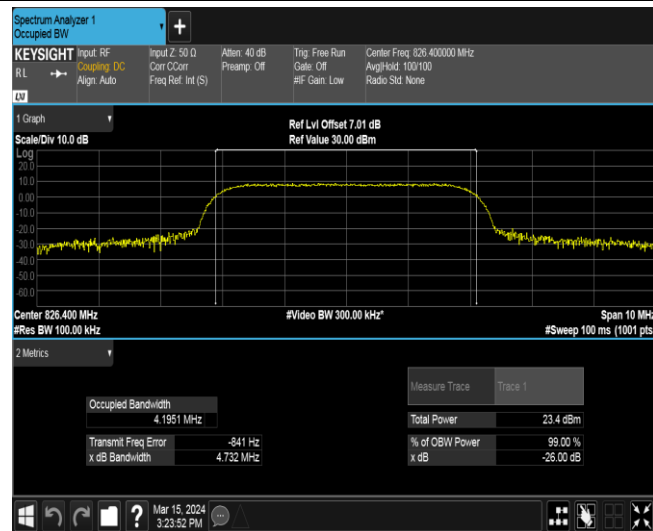 Spectrum Analyzer 1
Occupied BW
+
KEYSIGHT
RL
LXI
Input: RF
Coupling: DC
Align: Auto
Input Z: 50 Ω
Corr CCorr
Freq Ref: Int (S)
Atten: 40 dB
Preamp: Off
Trig: Free Run
Gate: Off
#IF Gain: Low
Center Freq: 826.400000 MHz
Avg|Hold: 100/100
Radio Std: None
1 Graph
Scale/Div 10.0 dB
Ref Lvl Offset 7.01 dB
Ref Value 30.00 dBm
Log
20.0
10.0
0.00
-10.0
-20.0
-30.0
-40.0
-50.0
-60.0
Center 826.400 MHz
#Res BW 100.00 kHz
#Video BW 300.00 kHz*
Span 10 MHz
#Sweep 100 ms (1001 pts
2 Metrics
Measure Trace Trace 1
Occupied Bandwidth
4.1951 MHz
Total Power 23.4 dBm
Transmit Freq Error -841 Hz
% of OBW Power 99.00 %
x dB Bandwidth 4.732 MHz
x dB -26.00 dB
?
Mar 15, 2024
3:23:52 PM